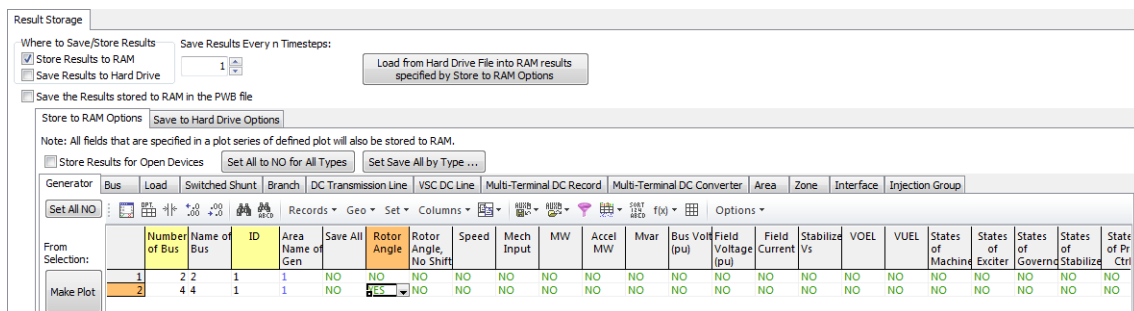 Result Storage
Where to Save/Store Results
Save Results Every n Timesteps:
Store Results to RAM
1
Save Results to Hard Drive
Load from Hard Drive File into RAM results
specified by Store to RAM Options
Save the Results stored to RAM in the PWB file
Store to RAM Options Save to Hard Drive Options
Note: All fields that are specified in a plot series of defined plot will also be stored to RAM.
Store Results for Open Devices Set All to NO for All Types Set Save All by Type ...
Generator Bus Load Switched Shunt Branch DC Transmission Line VSC DC Line Multi-Terminal DC Record Multi-Terminal DC Converter Area Zone Interface Injection Group
Set All NO Records Geo Set Columns f(x) Options
From
Selection:
Make Plot
Number Name of ID Area Save All Rotor Rotor Speed Mech MW Accel Mvar Bus Volt Field Field Stabilize VOEL VUEL States States States States State
of Bus Bus Name of Angle Angle, Input MW (pu) Voltage Current Vs of of of of of Pr
Gen No Shift (pu) Machine Exciter Governo Stabilize Ctrl
1 2 2 1 1 NO NO NO NO NO NO NO NO NO NO NO NO NO NO NO NO NO NO NO
2 4 4 1 1 NO YES NO NO NO NO NO NO NO NO NO NO NO NO NO NO NO NO NO